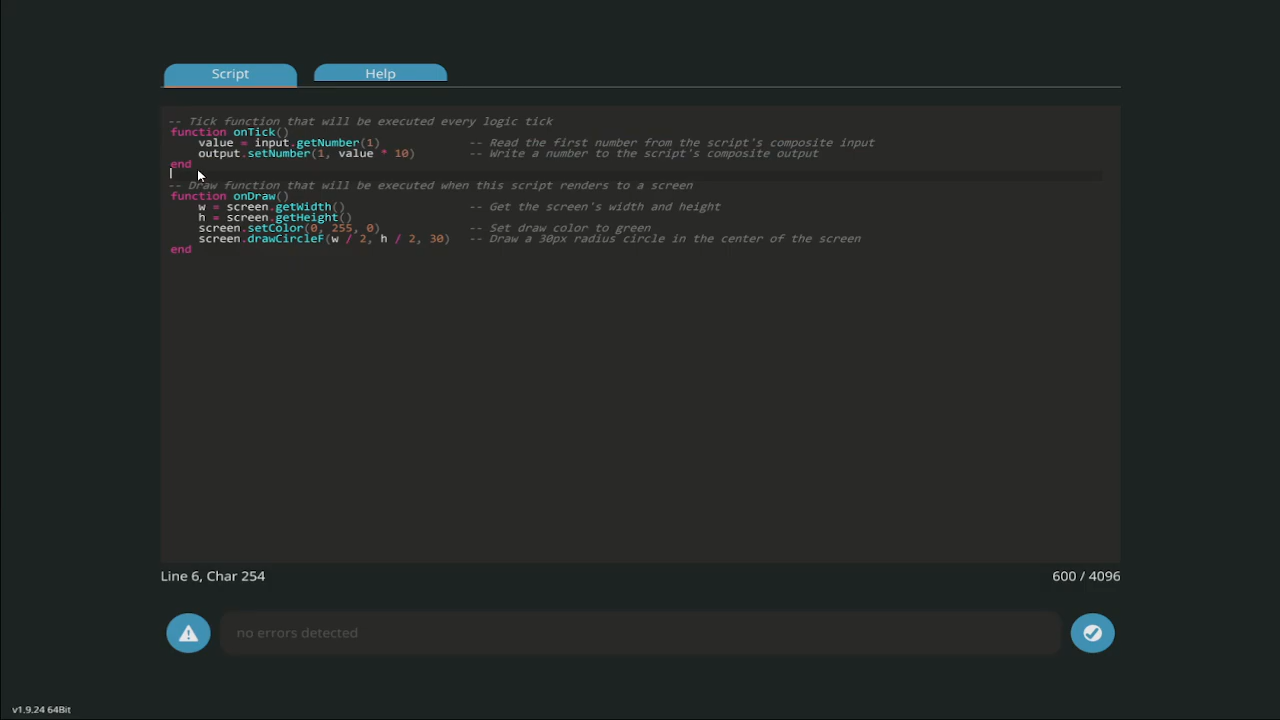 Script
Help
-- Tick function that will be executed every logic tick
function onTick()
value = input.getNumber(1) -- Read the first number from the script's composite input
output.setNumber(1, value * 10) -- Write a number to the script's composite output
end
-- Draw function that will be executed when this script renders to a screen
function onDraw()
w = screen.getWidth() -- Get the screen's width and height
h = screen.getHeight()
screen.setColor(0, 255, 0) -- Set draw color to green
screen.drawCircleF(w / 2, h / 2, 30) -- Draw a 30px radius circle in the center of the screen
end
Line 6, Char 254
600 / 4096
no errors detected
v1.9.24 64Bit